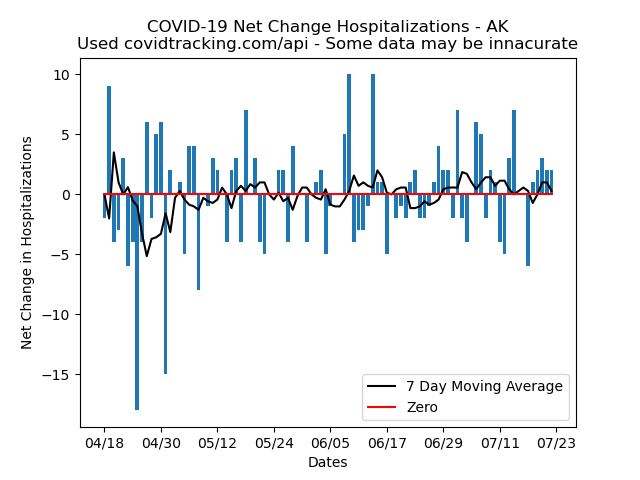 COVID-19 Net Change Hospitalizations - AK
Used covidtracking.com/api - Some data may be innacurate
Net Change in Hospitalizations
10
5
0
−5
−10
−15
7 Day Moving Average
Zero
04/18 04/30 05/12 05/24 06/05 06/17 06/29 07/11 07/23
Dates